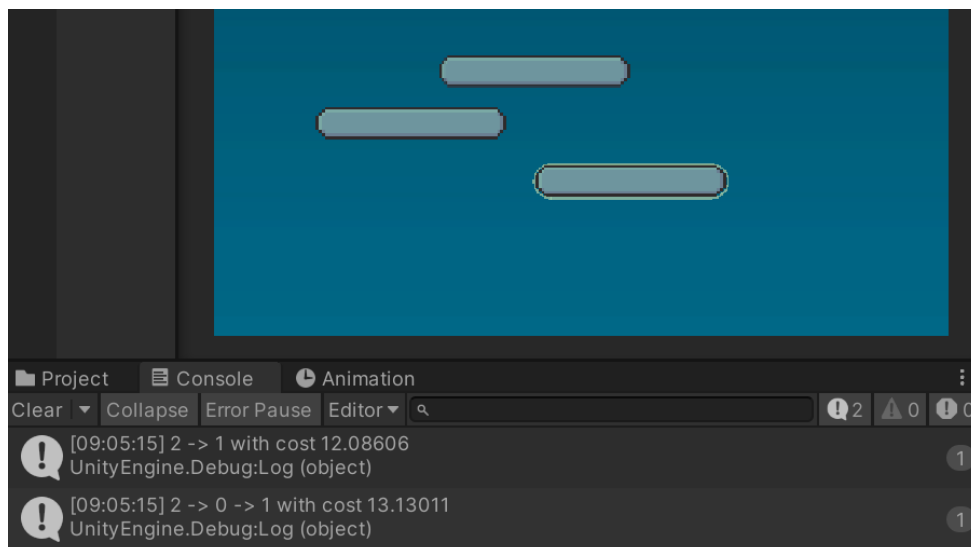 Project Console Animation
Clear Collapse Error Pause Editor 2 0 0
[09:05:15] 2 -> 1 with cost 12.08606
UnityEngine.Debug:Log (object)
1
[09:05:15] 2 -> 0 -> 1 with cost 13.13011
UnityEngine.Debug:Log (object)
1